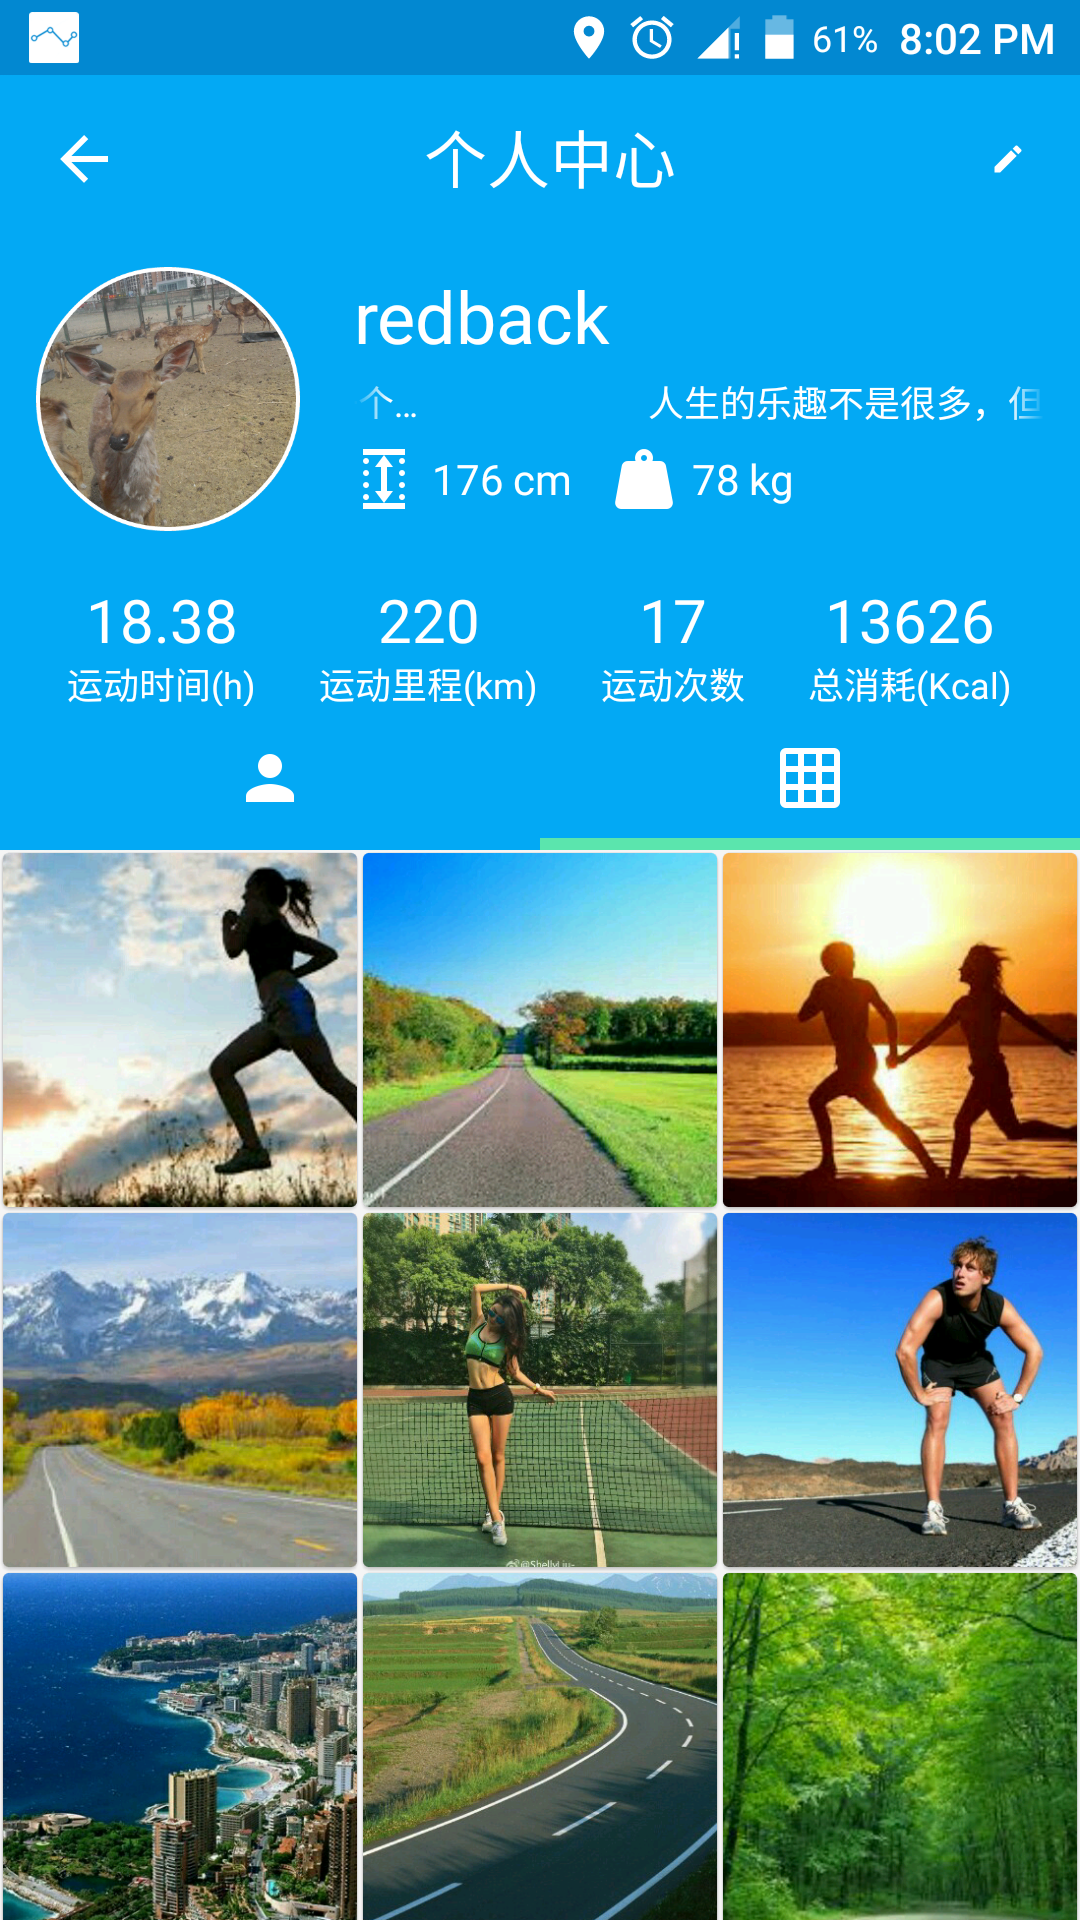 61% 8:02 PM
个人中心
redback
个... 人生的乐趣不是很多，但
176 cm 78 kg
18.38 220 17 13626
运动时间(h) 运动里程(km) 运动次数 总消耗(Kcal)
@ShellyLiu-